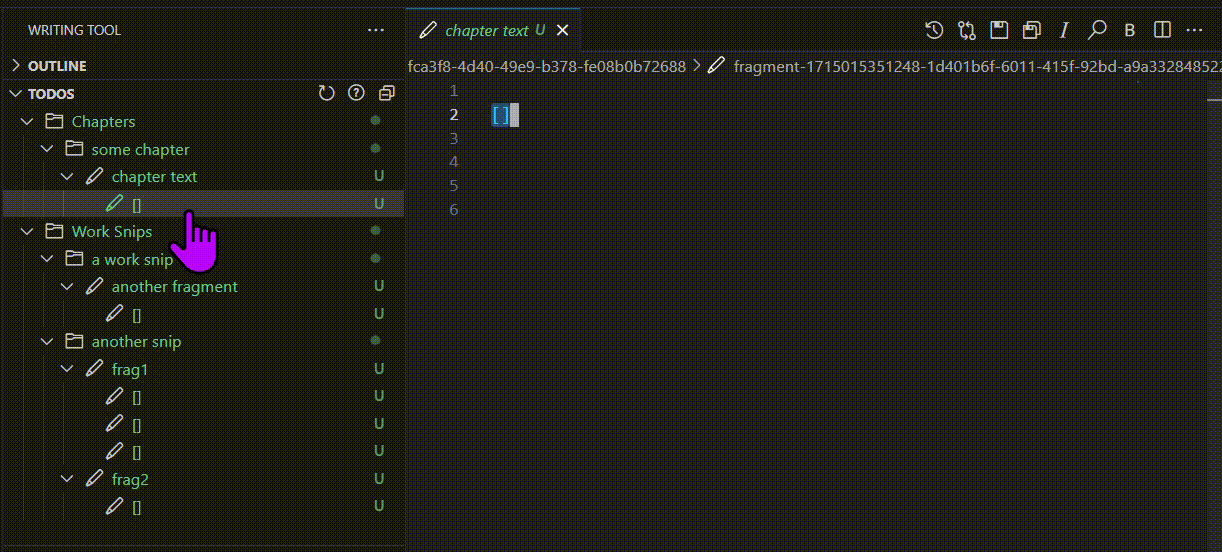 WRITING TOOL ...
chapter text U
I B ...
OUTLINE
fca3f8-4d40-49e9-b378-fe08b0b72688 > fragment-1715015351248-1d401b6f-6011-415f-92bd-a9a332848522
TODOS
1
Chapters
2 []
some chapter
3
chapter text U
4
[] U
5
Work Snips
6
a work snip
another fragment U
[] U
another snip
frag1 U
[] U
[] U
[] U
frag2 U
[] U